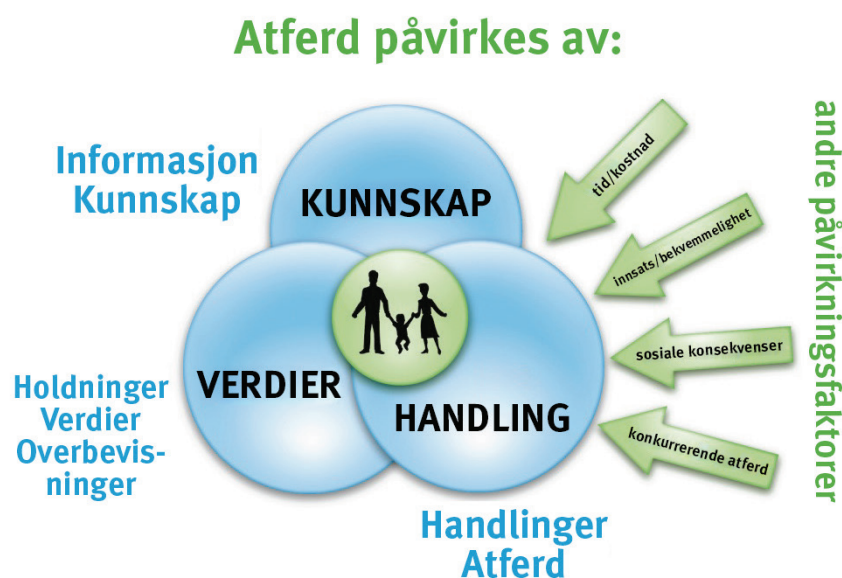 Atferd påvirkes av:
Informasjon
Kunnskap
KUNNSKAP
VERDIER
HANDLING
Holdninger
Verdier
Overbevis-
ninger
Handlinger
Atferd
tid/kostnad
innsats/bekvemmelighet
sosiale konsekvenser
konkurrerende atferd
andre påvirkningsfaktorer